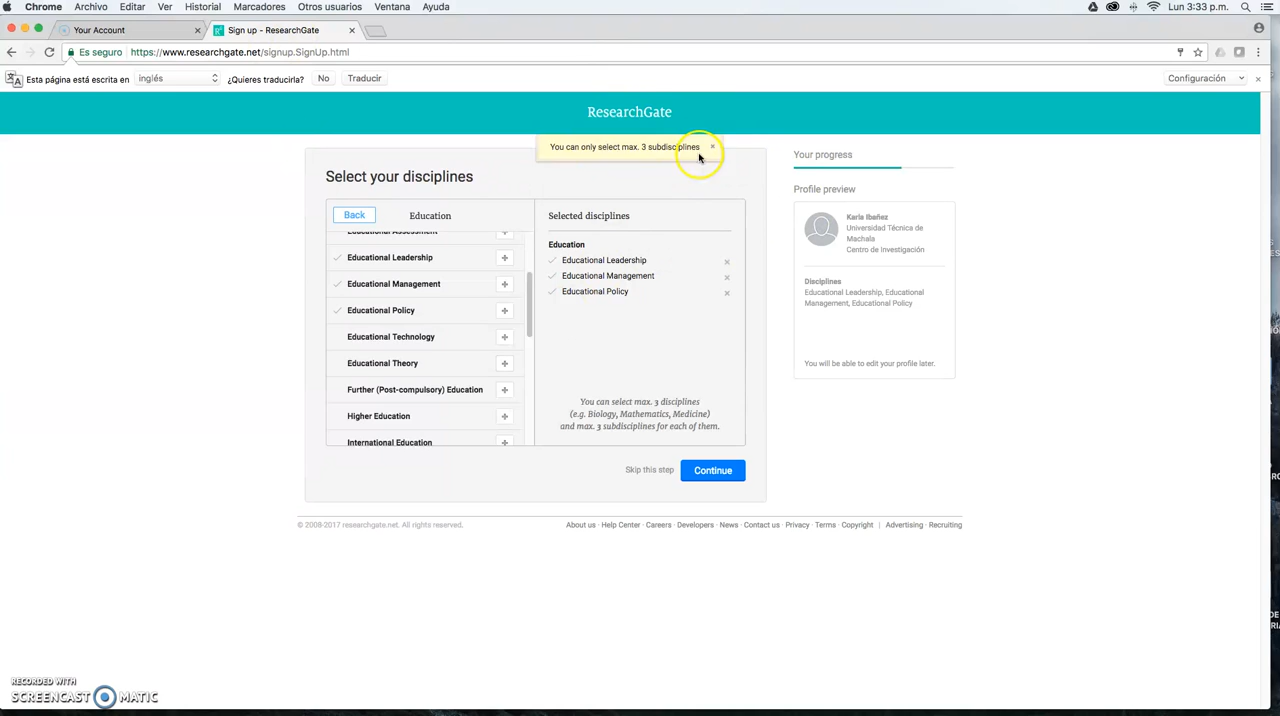 Chrome Archivo Editar Ver Historial Marcadores Otros usuarios Ventana Ayuda
Lun 3:33 p.m.
Your Account
Sign up - ResearchGate
Es seguro https://www.researchgate.net/signup.SignUp.html
Esta página está escrita en inglés ¿Quieres traducirla? No Traducir Configuración
ResearchGate
You can only select max. 3 subdisciplines
Select your disciplines
Back
Education
Educational Assessment
Educational Leadership
Educational Management
Educational Policy
Educational Technology
Educational Theory
Further (Post-compulsory) Education
Higher Education
International Education
Selected disciplines
Education
Educational Leadership
Educational Management
Educational Policy
You can select max. 3 disciplines
(e.g. Biology, Mathematics, Medicine)
and max. 3 subdisciplines for each of them.
Skip this step
Continue
Your progress
Profile preview
Karla Ibañez
Universidad Técnica de
Machala
Centro de Investigación
Disciplines
Educational Leadership, Educational
Management, Educational Policy
You will be able to edit your profile later.
© 2008-2017 researchgate.net. All rights reserved.
About us · Help Center · Careers · Developers · News · Contact us · Privacy · Terms · Copyright | Advertising · Recruiting
RECORDED WITH
SCREENCAST MATIC